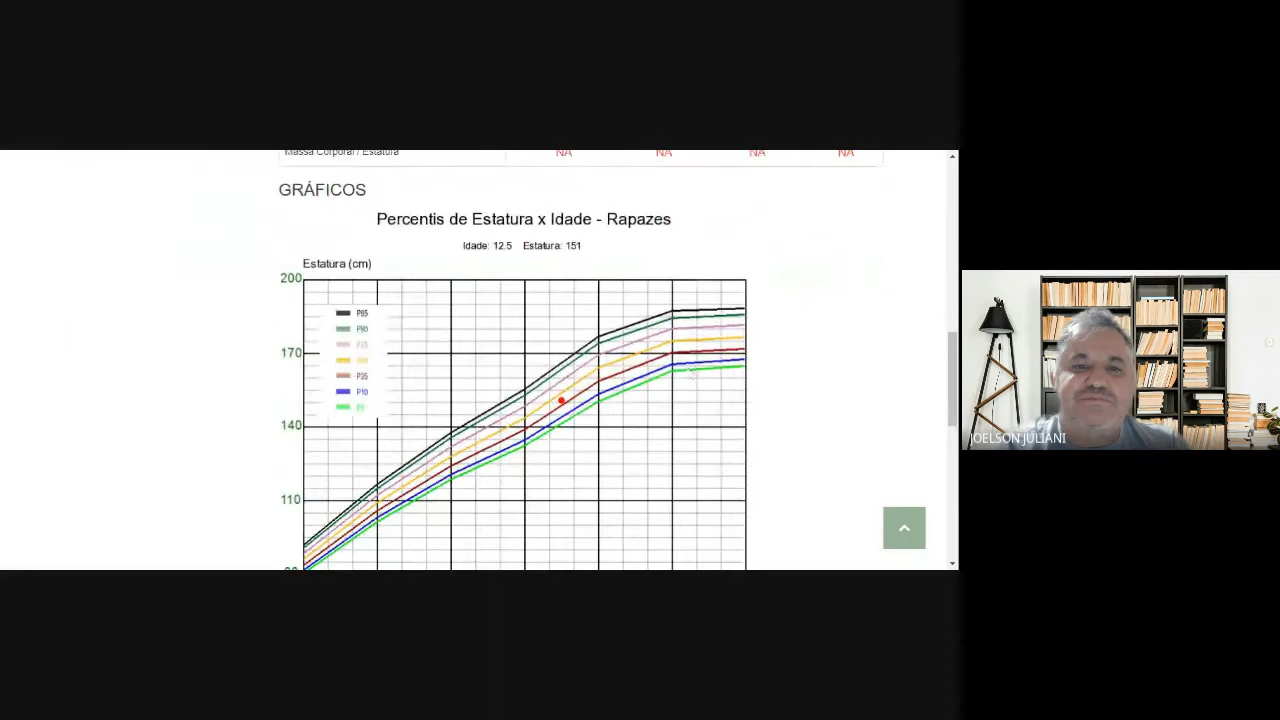 Massa Corporal / Estatura NA NA NA NA
GRÁFICOS
Percentis de Estatura x Idade - Rapazes
Idade: 12.5 Estatura: 151
Estatura (cm)
200
P95
P90
P25
170
P10
140
110
JOELSON JULIANI